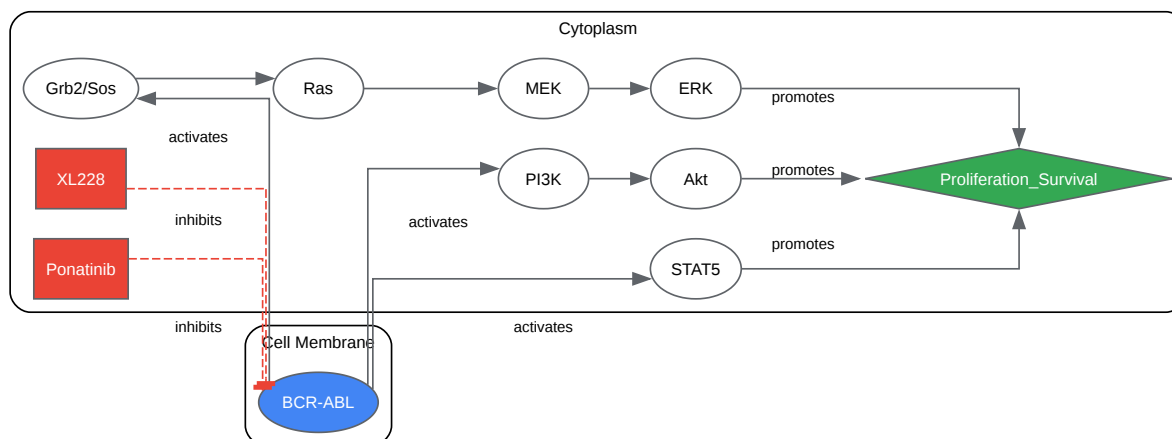 Cytoplasm
Grb2/Sos
Ras
MEK
ERK
promotes
activates
XL228
PI3K
Akt
promotes
Proliferation_Survival
inhibits
activates
promotes
Ponatinib
STAT5
inhibits
activates
Cell Membrane
BCR-ABL